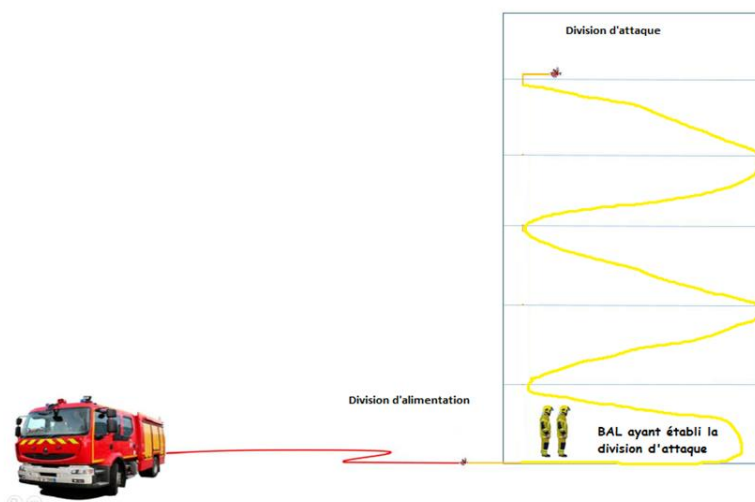 Division d'attaque
Division d'alimentation
BAL ayant établi la
division d'attaque